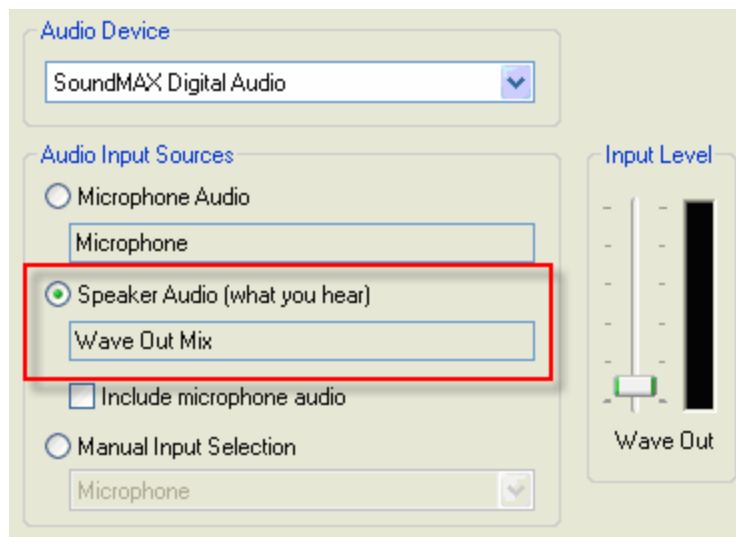 Audio Device
SoundMAX Digital Audio
Audio Input Sources
Microphone Audio
Microphone
Speaker Audio (what you hear)
Wave Out Mix
Include microphone audio
Manual Input Selection
Microphone
Input Level
Wave Out